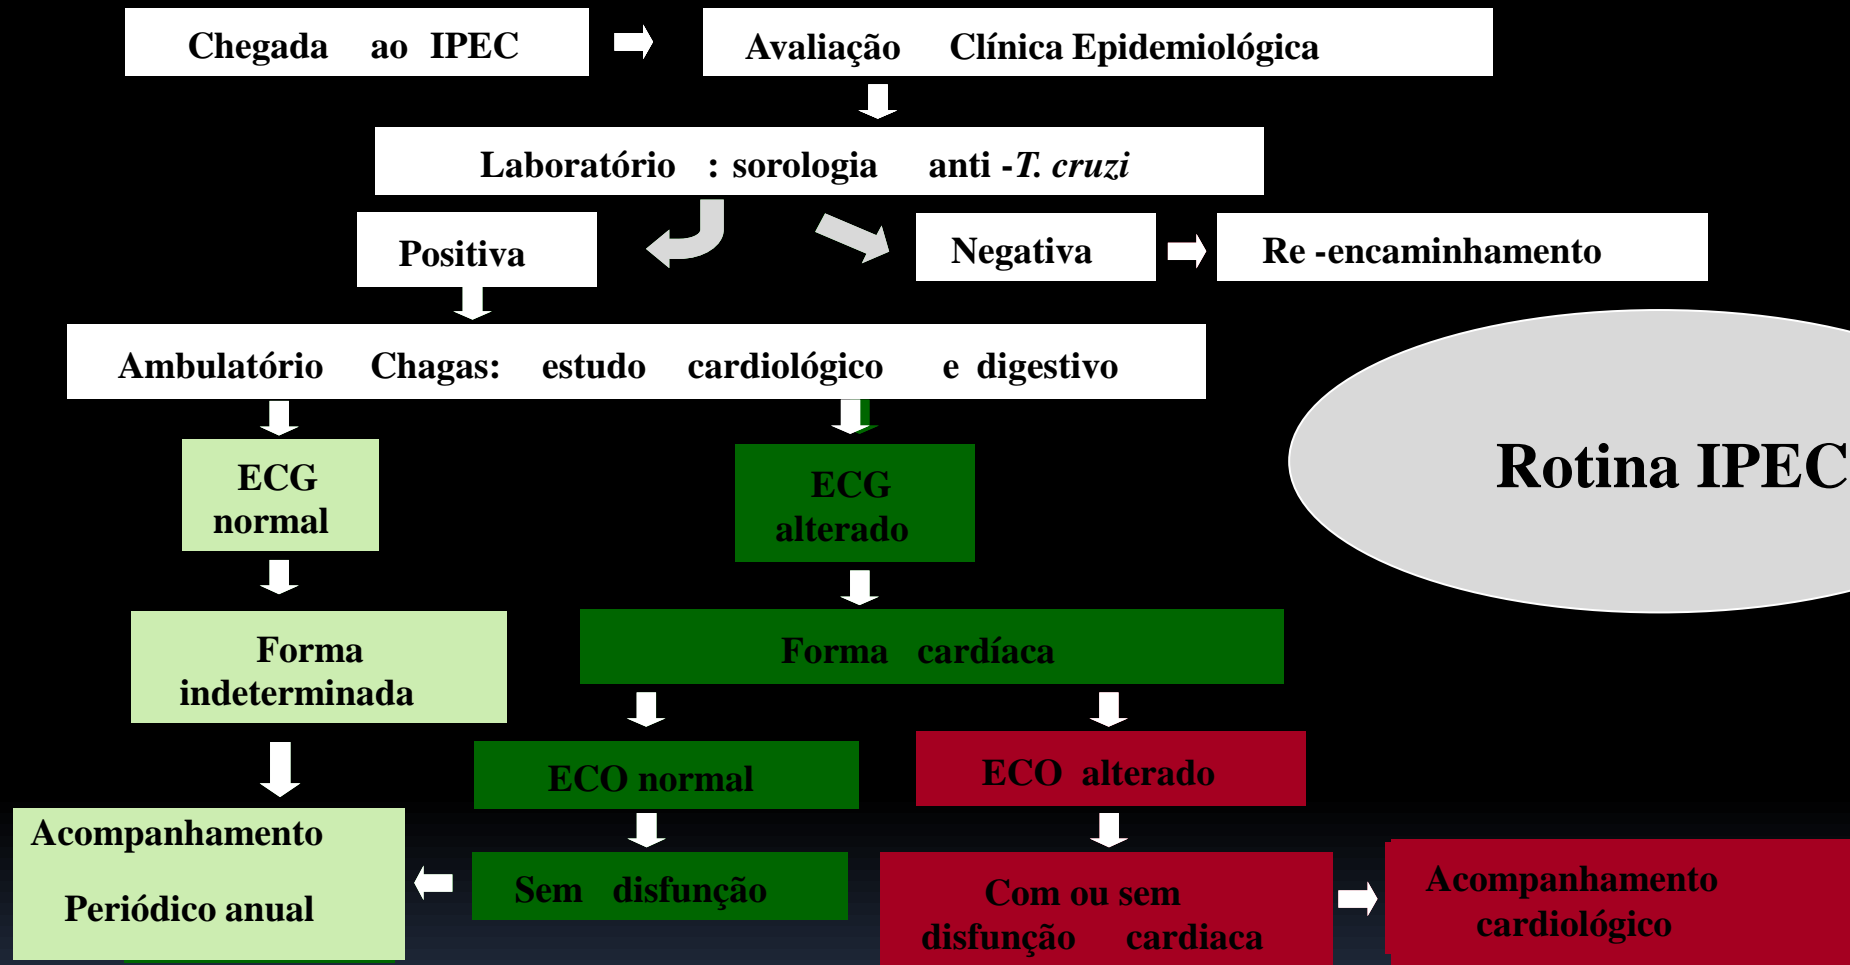 Chegada ao IPEC
Avaliação Clínica Epidemiológica
Laboratório : sorologia anti -T. cruzi
Positiva
Negativa
Re -encaminhamento
Ambulatório Chagas: estudo cardiológico e digestivo
Rotina IPEC
ECG
normal
ECG
alterado
Forma
indeterminada
Forma cardíaca
ECO normal
ECO alterado
Acompanhamento
Periódico anual
Sem disfunção
Com ou sem
disfunção cardiaca
Acompanhamento
cardiológico